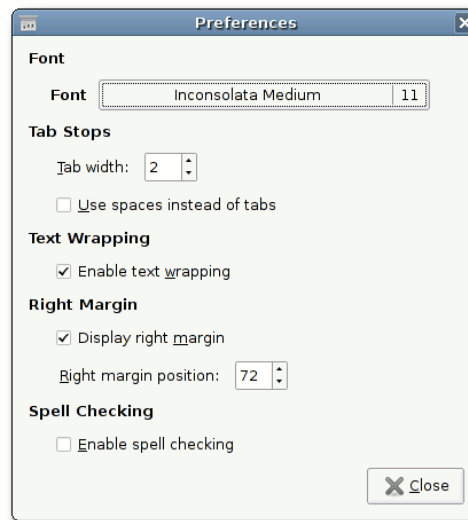 Preferences
Font
Font Inconsolata Medium 11
Tab Stops
Tab width: 2
Use spaces instead of tabs
Text Wrapping
Enable text wrapping
Right Margin
Display right margin
Right margin position: 72
Spell Checking
Enable spell checking
Close